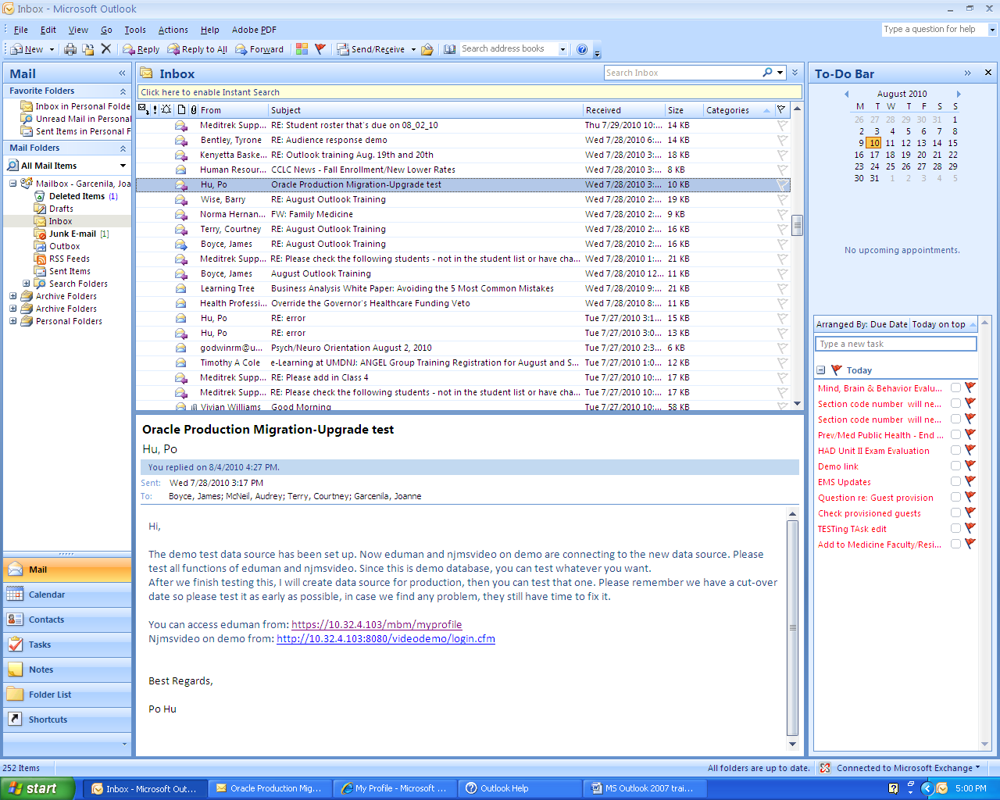 Inbox - Microsoft Outlook
File Edit View Go Tools Actions Help Adobe PDF
Type a question for help
New Reply Reply to All Forward Send/Receive Search address books
Mail «
Favorite Folders
Inbox in Personal Folde
Unread Mail in Personal
Sent Items in Personal F
Mail Folders
All Mail Items
Mailbox - Garcenila, Joa
Deleted Items (1)
Drafts
Inbox
Junk E-mail [1]
Outbox
RSS Feeds
Sent Items
Search Folders
Archive Folders
Archive Folders
Personal Folders
Mail
Calendar
Contacts
Tasks
Notes
Folder List
Shortcuts
Inbox
Search Inbox
Click here to enable Instant Search
From Subject Received Size Categories
Meditrek Supp... RE: Student roster that's due on 08_02_10 Thu 7/29/2010 10:... 14 KB
Bentley, Tyrone RE: Audience response demo Wed 7/28/2010 6:... 14 KB
Kenyetta Baske... RE: Outlook training Aug. 19th and 20th Wed 7/28/2010 3:... 18 KB
Human Resour... CCLC News - Fall Enrollment/New Lower Rates Wed 7/28/2010 3:... 8 KB
Hu, Po Oracle Production Migration-Upgrade test Wed 7/28/2010 3:... 10 KB
Wise, Barry RE: August Outlook Training Wed 7/28/2010 2:... 19 KB
Norma Hernan... FW: Family Medicine Wed 7/28/2010 2:... 9 KB
Terry, Courtney RE: August Outlook Training Wed 7/28/2010 2:... 16 KB
Boyce, James RE: August Outlook Training Wed 7/28/2010 2:... 16 KB
Meditrek Supp... RE: Please check the following students - not in the student list or have cha... Wed 7/28/2010 1:... 21 KB
Boyce, James August Outlook Training Wed 7/28/2010 12... 11 KB
Learning Tree Business Analysis White Paper: Avoiding the 5 Most Common Mistakes Wed 7/28/2010 9:... 21 KB
Health Professi... Override the Governor's Healthcare Funding Veto Wed 7/28/2010 8:... 11 KB
Hu, Po RE: error Tue 7/27/2010 3:1... 15 KB
Hu, Po RE: error Tue 7/27/2010 3:0... 13 KB
godwinrm@u... Psych/Neuro Orientation August 2, 2010 Tue 7/27/2010 2:3... 6 KB
Timothy A Cole e-Learning at UMDNJ: ANGEL Group Training Registration for August and S... Tue 7/27/2010 1:0... 12 KB
Meditrek Supp... RE: Please add in Class 4 Tue 7/27/2010 10:... 17 KB
Meditrek Supp... RE: Please check the following students - not in the student list or have cha... Tue 7/27/2010 10:... 17 KB
Vivian Williams Good Morning Tue 7/27/2010 10:... 58 KB
Oracle Production Migration-Upgrade test
Hu, Po
You replied on 8/4/2010 4:27 PM.
Sent: Wed 7/28/2010 3:17 PM
To: Boyce, James; McNeil, Audrey; Terry, Courtney; Garcenila, Joanne
Hi,
The demo test data source has been set up. Now eduman and njmsvideo on demo are connecting to the new data source. Please
test all functions of eduman and njmsvideo. Since this is demo database, you can test whatever you want.
After we finish testing this, I will create data source for production, then you can test that one. Please remember we have a cut-over
date so please test it as early as possible, in case we find any problem, they still have time to fix it.
You can access eduman from: https://10.32.4.103/mbm/myprofile
Njmsvideo on demo from: http://10.32.4.103:8080/videodemo/login.cfm
Best Regards,
Po Hu
To-Do Bar »
August 2010
M T W T F S S
26 27 28 29 30 31 1
2 3 4 5 6 7 8
9 10 11 12 13 14 15
16 17 18 19 20 21 22
23 24 25 26 27 28 29
30 31 1 2 3 4 5
No upcoming appointments.
Arranged By: Due Date Today on top
Type a new task
Today
Mind, Brain & Behavior Evalu...
Section code number will ne...
Section code number will ne...
Prev/Med Public Health - End ...
HAD Unit II Exam Evaluation
Demo link
EMS Updates
Question re: Guest provision
Check provisioned guests
TESTing TAsk edit
Add to Medicine Faculty/Resi...
252 Items All folders are up to date. Connected to Microsoft Exchange
start Inbox - Microsoft Out... Oracle Production Mig... My Profile - Microsoft ... Outlook Help MS Outlook 2007 trai... 5:00 PM